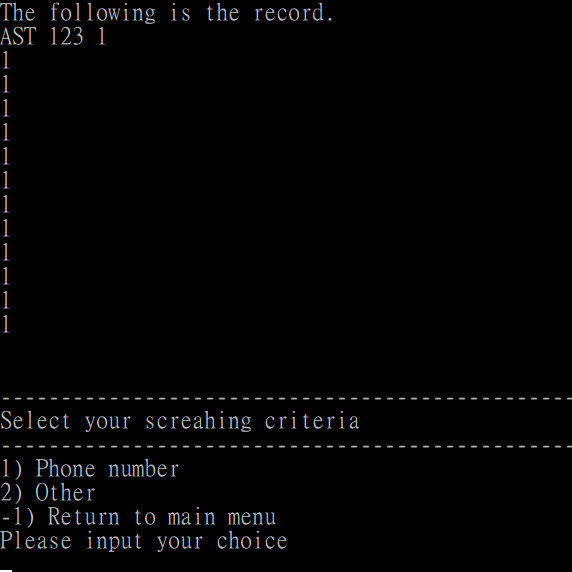 The following is the record.
AST 123 1
1
1
1
1
1
1
1
1
1
1
1
1
------------------------------------------------
Select your screahing criteria
------------------------------------------------
1) Phone number
2) Other
-1) Return to main menu
Please input your choice